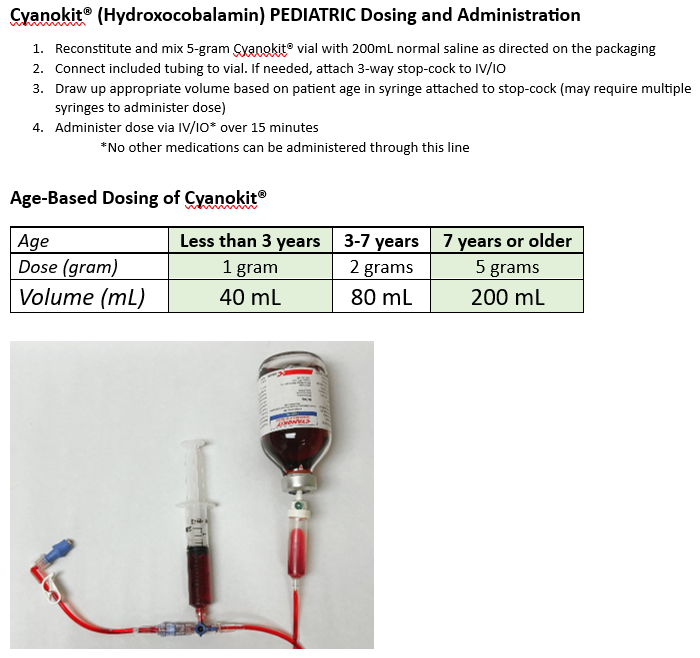 Cyanokit® (Hydroxocobalamin) PEDIATRIC Dosing and Administration
1. Reconstitute and mix 5-gram Cyanokit® vial with 200mL normal saline as directed on the packaging
2. Connect included tubing to vial. If needed, attach 3-way stop-cock to IV/IO
3. Draw up appropriate volume based on patient age in syringe attached to stop-cock (may require multiple
syringes to administer dose)
4. Administer dose via IV/IO* over 15 minutes
*No other medications can be administered through this line
Age-Based Dosing of Cyanokit®
Age Less than 3 years 3-7 years 7 years or older
Dose (gram) 1 gram 2 grams 5 grams
Volume (mL) 40 mL 80 mL 200 mL
CYANOKIT